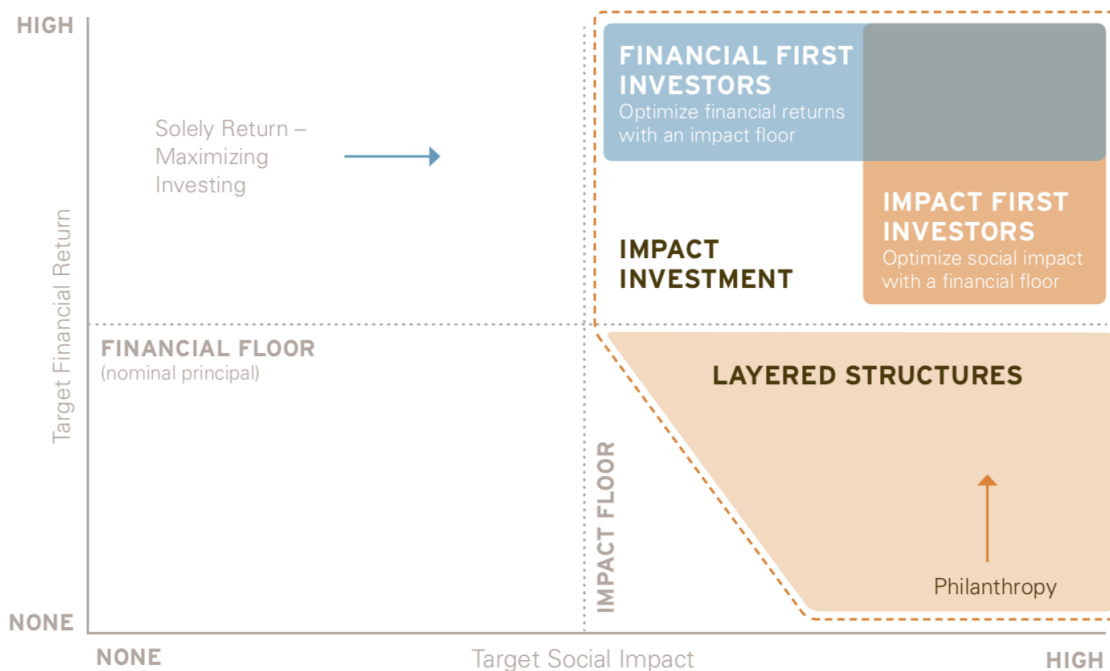 HIGH
FINANCIAL FIRST
INVESTORS
Optimize financial returns
with an impact floor
Solely Return –
Maximizing
Investing
IMPACT FIRST
INVESTORS
Optimize social impact
with a financial floor
IMPACT
INVESTMENT
Target Financial Return
FINANCIAL FLOOR
(nominal principal)
LAYERED STRUCTURES
IMPACT FLOOR
Philanthropy
NONE
NONE
Target Social Impact
HIGH